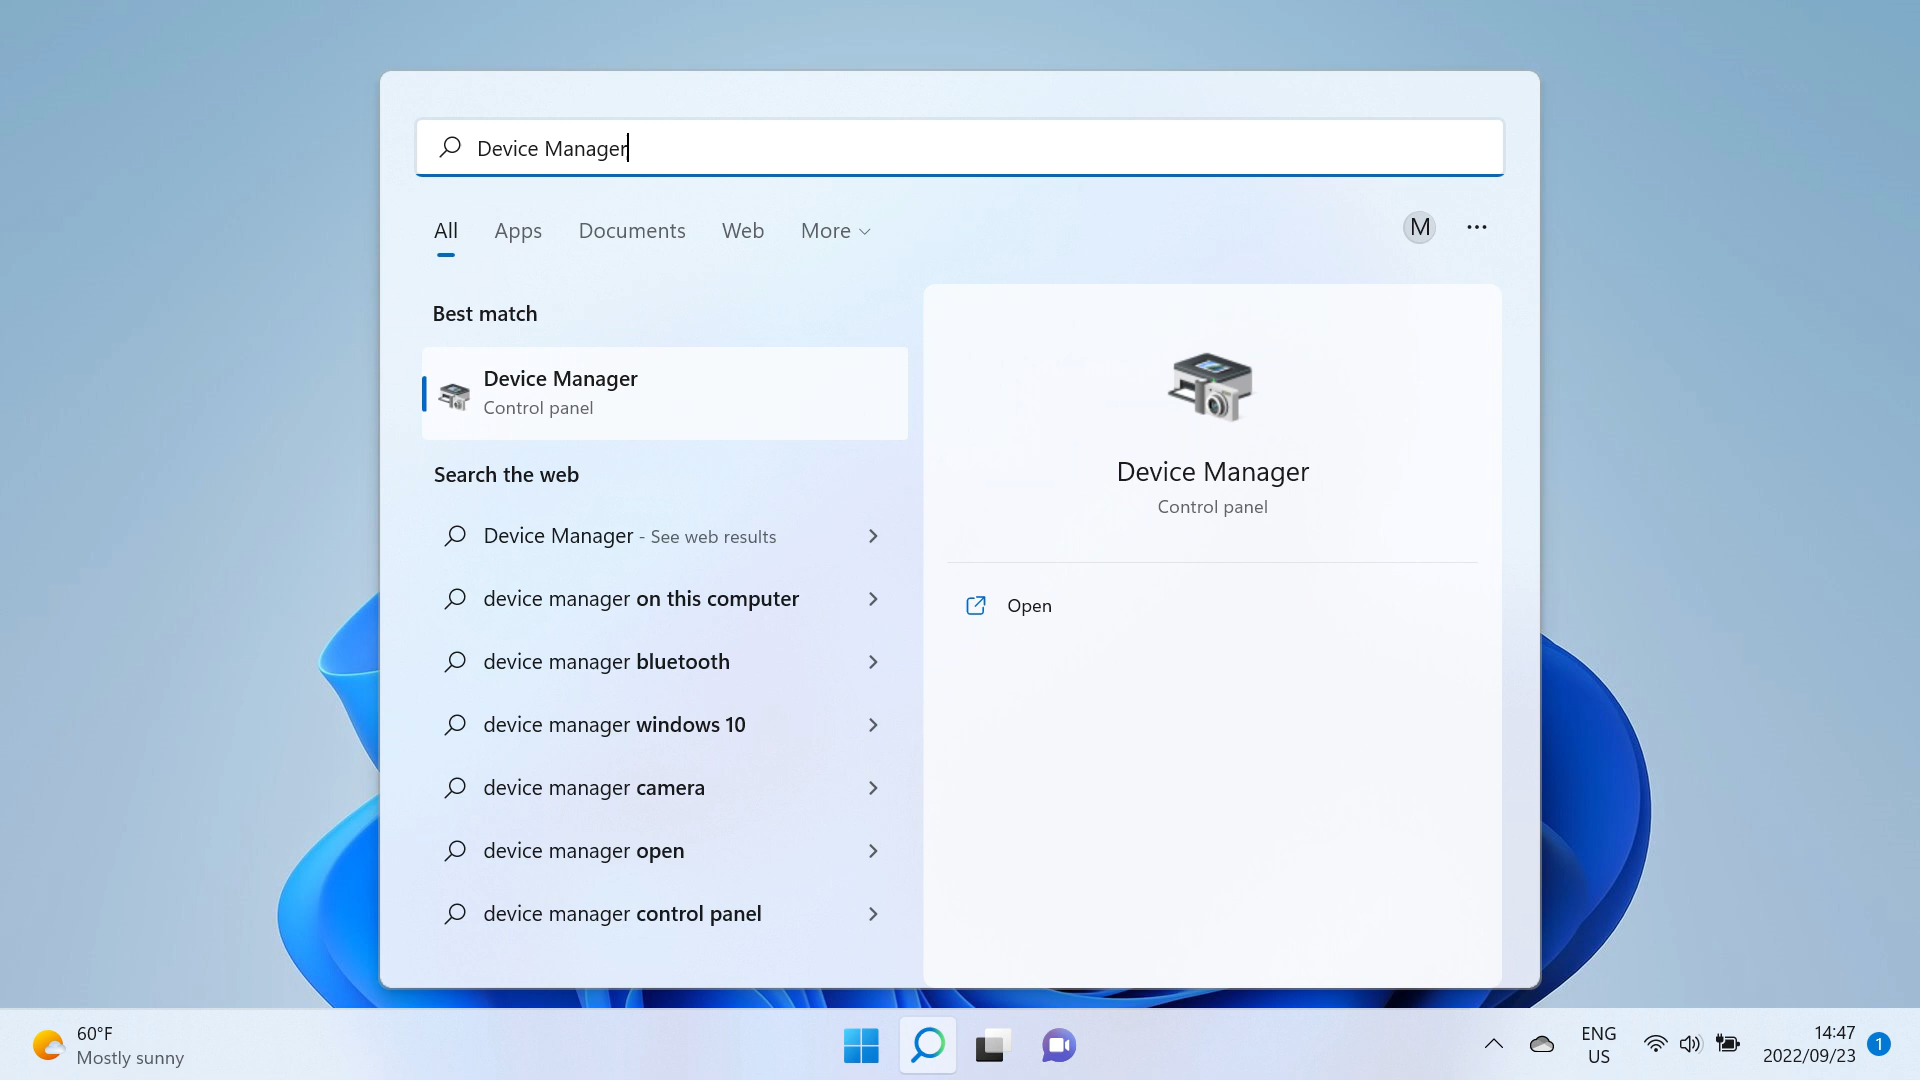 Device Manager
All Apps Documents Web More
M
Best match
Device Manager
Control panel
Search the web
Device Manager - See web results
device manager on this computer
device manager bluetooth
device manager windows 10
device manager camera
device manager open
device manager control panel
Device Manager
Control panel
Open
60°F
Mostly sunny
ENG
US
14:47
2022/09/23
1